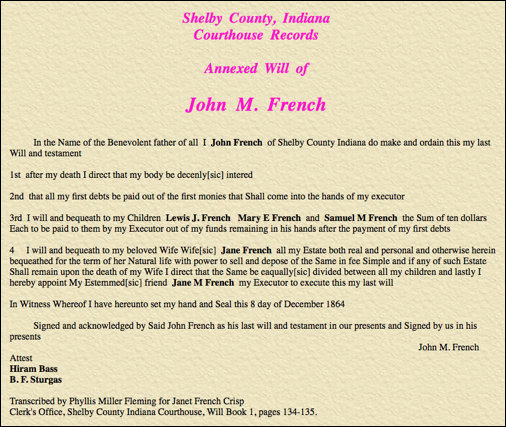 Shelby County, Indiana
Courthouse Records
Annexed Will of
John M. French
In the Name of the Benevolent father of all I John French of Shelby County Indiana do make and ordain this my last
Will and testament
1st after my death I direct that my body be decenly[sic] intered
2nd that all my first debts be paid out of the first monies that Shall come into the hands of my executor
3rd I will and bequeath to my Children Lewis J. French Mary E French and Samuel M French the Sum of ten dollars
Each to be paid to them by my Executor out of my funds remaining in his hands after the payment of my first debts
4 I will and bequeath to my beloved Wife Wife[sic] Jane French all my Estate both real and personal and otherwise herein
bequeathed for the term of her Natural life with power to sell and depose of the Same in fee Simple and if any of such Estate
Shall remain upon the death of my Wife I direct that the Same be eaqually[sic] divided between all my children and lastly I
hereby appoint My Estemmed[sic] friend Jane M French my Executor to execute this my last will
In Witness Whereof I have hereunto set my hand and Seal this 8 day of December 1864
Signed and acknowledged by Said John French as his last will and testament in our presents and Signed by us in his
presents
John M. French
Attest
Hiram Bass
B. F. Sturgas
Transcribed by Phyllis Miller Fleming for Janet French Crisp
Clerk's Office, Shelby County Indiana Courthouse, Will Book 1, pages 134-135.